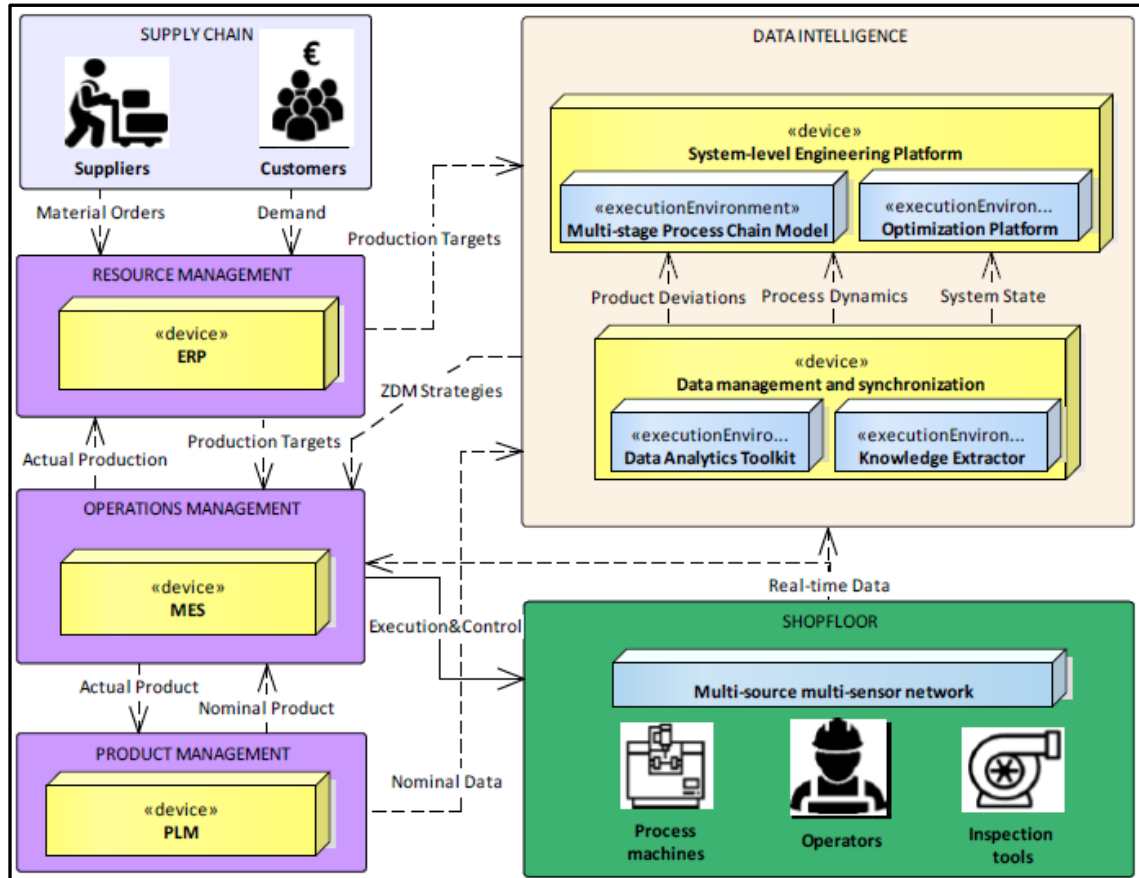 SUPPLY CHAIN
€
Suppliers
Customers
Material Orders
Demand
RESOURCE MANAGEMENT
«device»
ERP
Production Targets
Actual Production
Production Targets
ZDM Strategies
OPERATIONS MANAGEMENT
«device»
MES
Execution&Control
Actual Product
Nominal Product
PRODUCT MANAGEMENT
«device»
PLM
Nominal Data
DATA INTELLIGENCE
«device»
System-level Engineering Platform
«executionEnvironment»
Multi-stage Process Chain Model
«executionEnviron...
Optimization Platform
Product Deviations
Process Dynamics
System State
«device»
Data management and synchronization
«executionEnviro...
Data Analytics Toolkit
«executionEnviron...
Knowledge Extractor
Real-time Data
SHOPFLOOR
Multi-source multi-sensor network
Process
machines
Operators
Inspection
tools